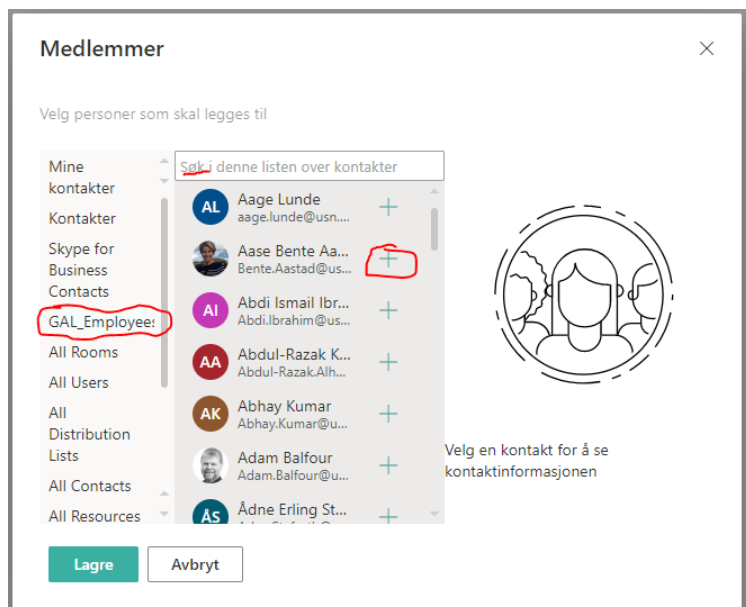 Medlemmer
Velg personer som skal legges til
Mine
kontakter
Kontakter
Skype for
Business
Contacts
GAL_Employees
All Rooms
All Users
All
Distribution
Lists
All Contacts
All Resources
Søk i denne listen over kontakter
AL
Aage Lunde
aage.lunde@usn....
Aase Bente Aa...
Bente.Aastad@us...
AI
Abdi Ismail Ibr...
Abdi.Ibrahim@us...
AA
Abdul-Razak K...
Abdul-Razak.Alh...
AK
Abhay Kumar
Abhay.Kumar@u...
Adam Balfour
Adam.Balfour@u...
ÅS
Ådne Erling St...
Velg en kontakt for å se
kontaktinformasjonen
Lagre
Avbryt